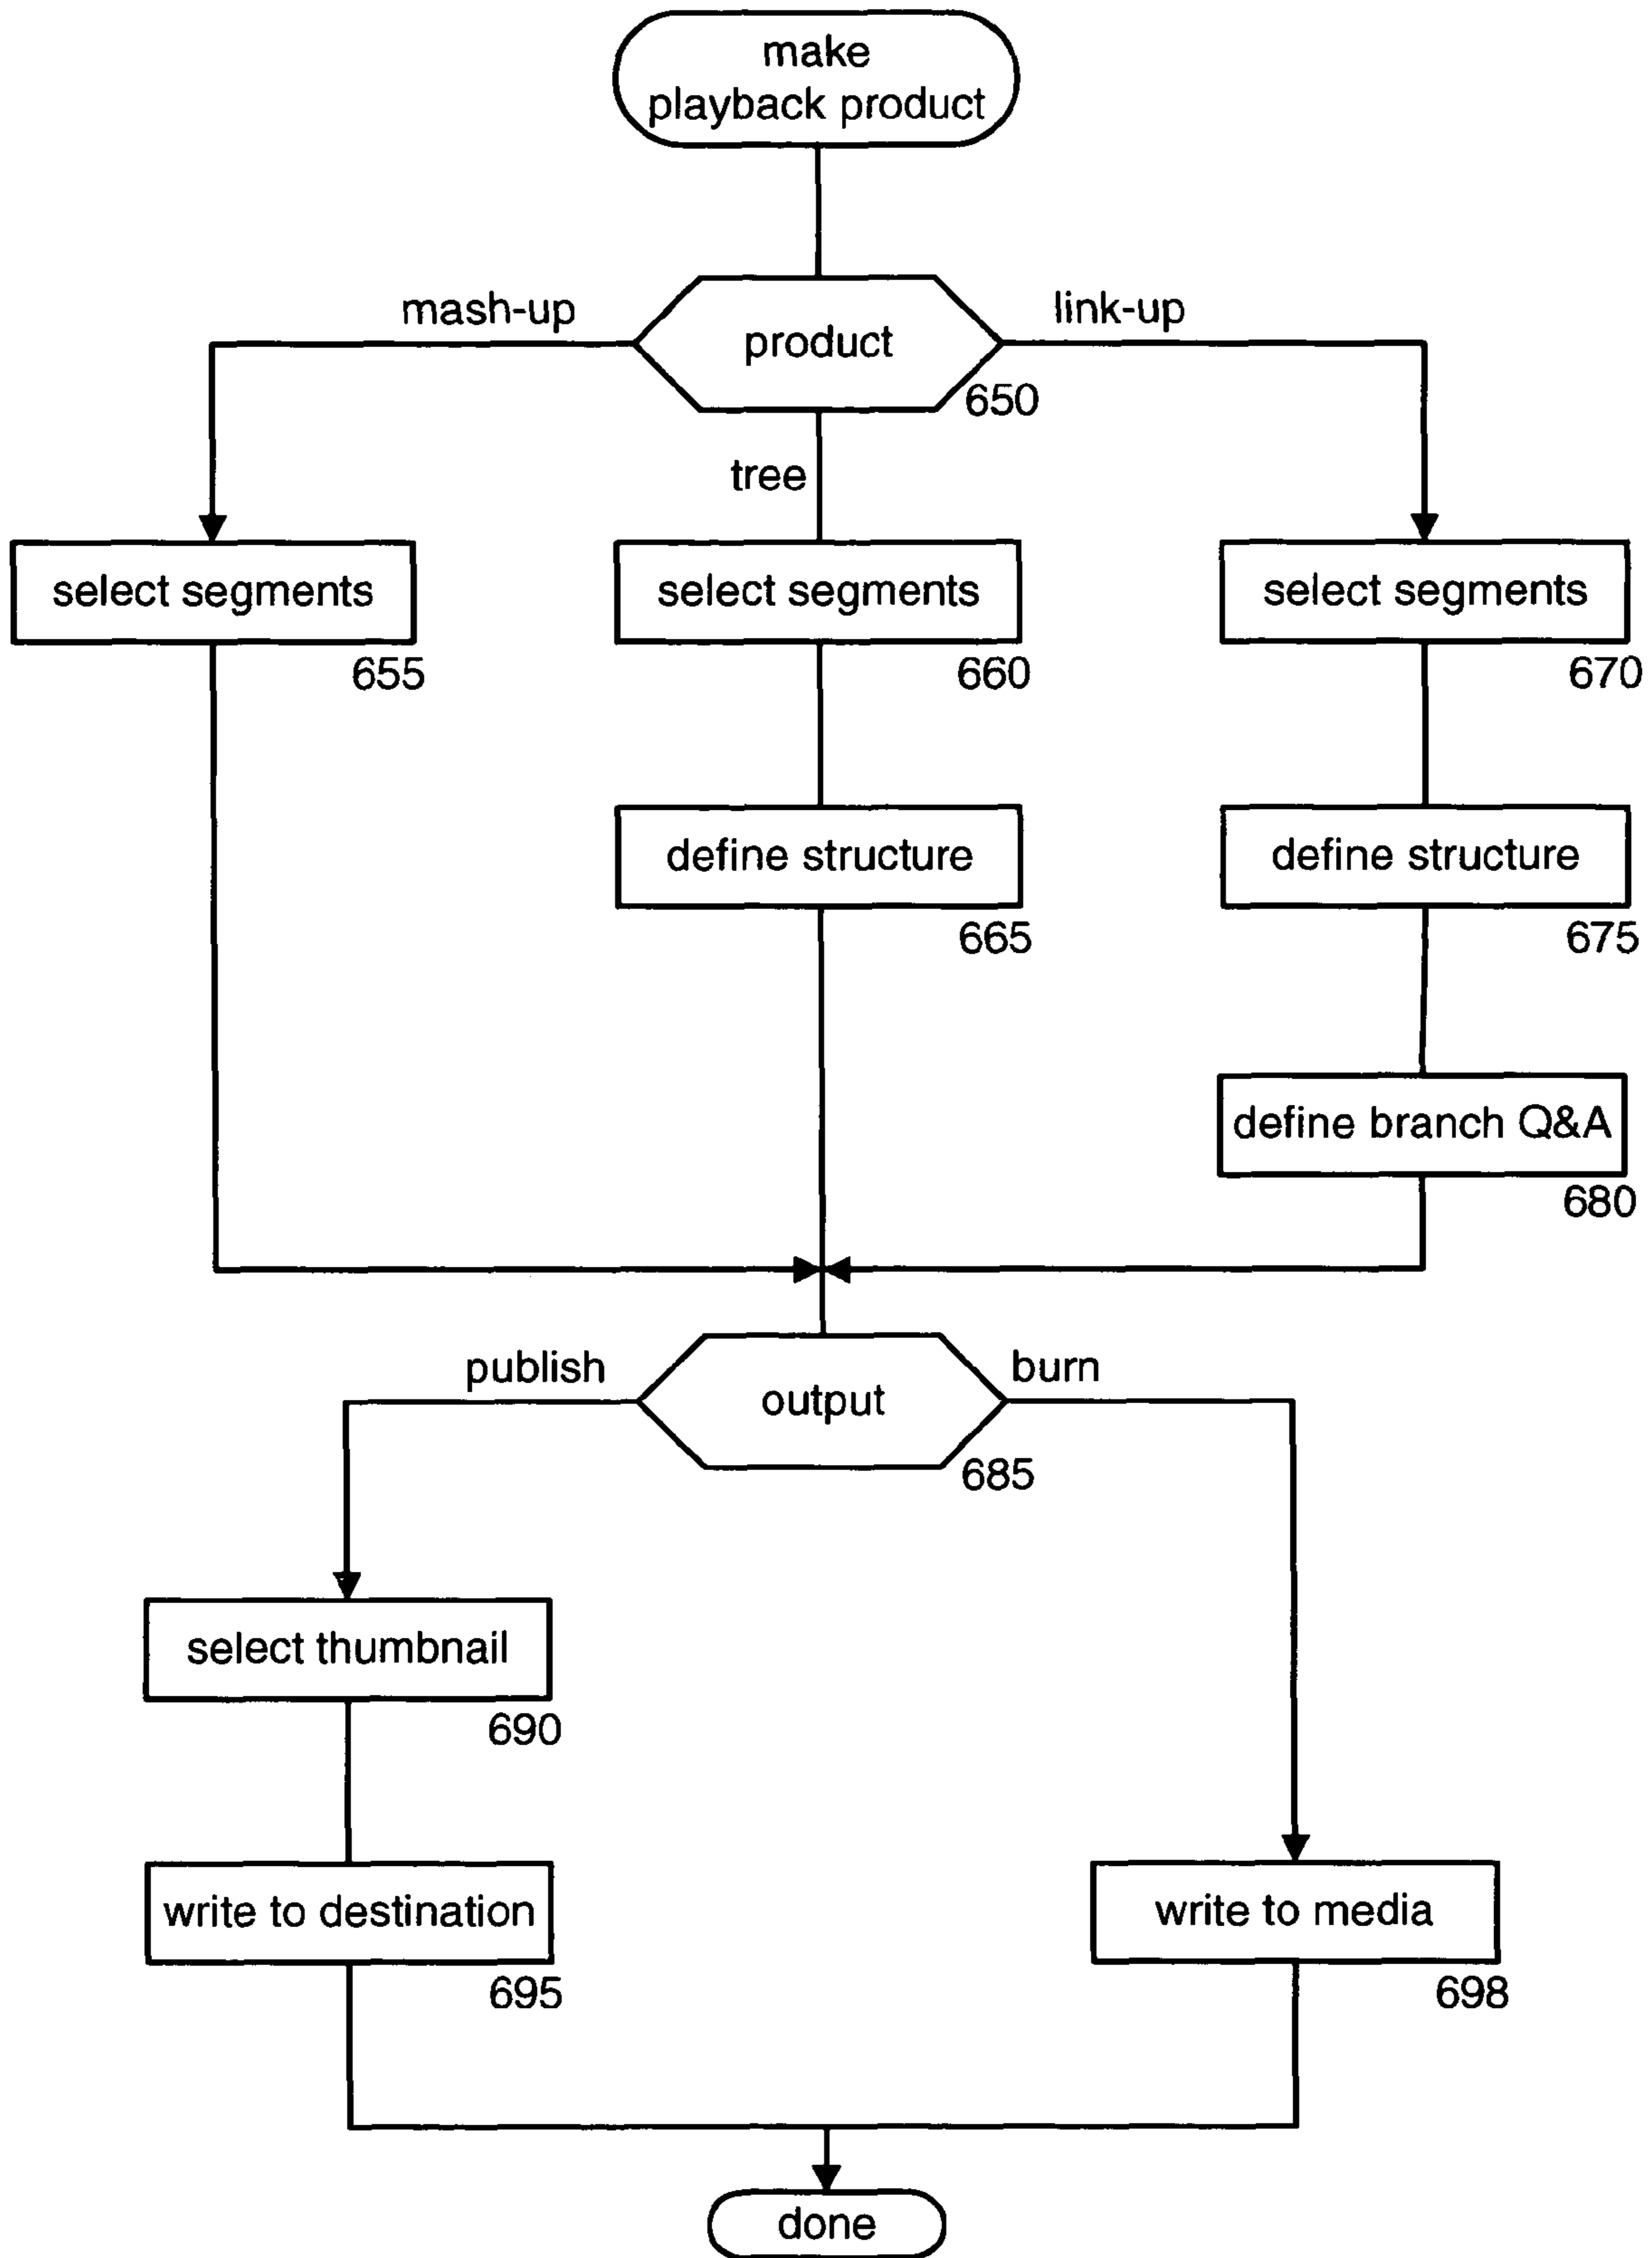 make
playback product
mash-up
link-up
product
650
tree
select segments
select segments
select segments
655
660
670
define structure
define structure
665
675
define branch Q&A
680
publish
burn
output
685
select thumbnail
690
write to destination
write to media
695
698
done